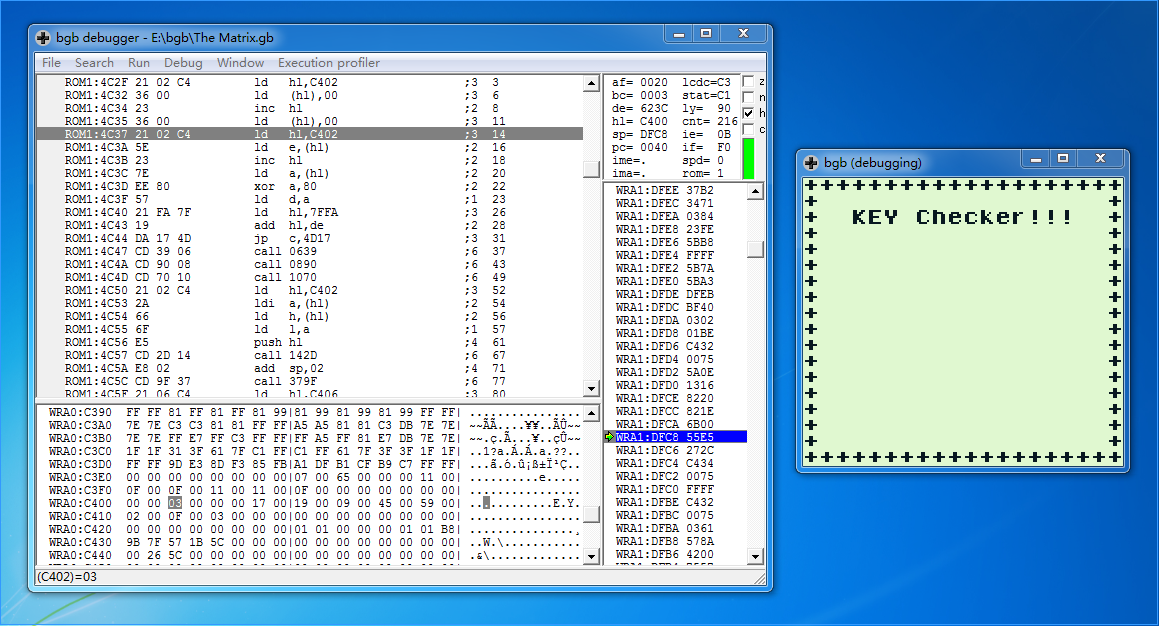 bgb debugger - E:\bgb\The Matrix.gb
File Search Run Debug Window Execution profiler
ROM1:4C2F 21 02 C4 ld hl,C402 ;3 3
ROM1:4C32 36 00 ld (hl),00 ;3 6
ROM1:4C34 23 inc hl ;2 8
ROM1:4C35 36 00 ld (hl),00 ;3 11
ROM1:4C37 21 02 C4 ld hl,C402 ;3 14
ROM1:4C3A 5E ld e,(hl) ;2 16
ROM1:4C3B 23 inc hl ;2 18
ROM1:4C3C 7E ld a,(hl) ;2 20
ROM1:4C3D EE 80 xor a,80 ;2 22
ROM1:4C3F 57 ld d,a ;1 23
ROM1:4C40 21 FA 7F ld hl,7FFA ;3 26
ROM1:4C43 19 add hl,de ;2 28
ROM1:4C44 DA 17 4D jp c,4D17 ;3 31
ROM1:4C47 CD 39 06 call 0639 ;6 37
ROM1:4C4A CD 90 08 call 0890 ;6 43
ROM1:4C4D CD 70 10 call 1070 ;6 49
ROM1:4C50 21 02 C4 ld hl,C402 ;3 52
ROM1:4C53 2A ldi a,(hl) ;2 54
ROM1:4C54 66 ld h,(hl) ;2 56
ROM1:4C55 6F ld l,a ;1 57
ROM1:4C56 E5 push hl ;4 61
ROM1:4C57 CD 2D 14 call 142D ;6 67
ROM1:4C5A E8 02 add sp,02 ;4 71
ROM1:4C5C CD 9F 37 call 379F ;6 77
ROM1:4C5F 21 06 C4 ld hl,C406 ;3 80
af= 0020 lcdc=C3 z
bc= 0003 stat=C1 n
de= 623C ly= 90 h
hl= C400 cnt= 216 c
sp= DFC8 ie= 0B
pc= 0040 if= F0
ime=. spd= 0
ima=. rom= 1
WRA1:DFEE 37B2
WRA1:DFEC 3471
WRA1:DFEA 0384
WRA1:DFE8 23FE
WRA1:DFE6 5BB8
WRA1:DFE4 FFFF
WRA1:DFE2 5B7A
WRA1:DFE0 5BA3
WRA1:DFDE DFEB
WRA1:DFDC BF40
WRA1:DFDA 0302
WRA1:DFD8 01BE
WRA1:DFD6 C432
WRA1:DFD4 0075
WRA1:DFD2 5A0E
WRA1:DFD0 1316
WRA1:DFCE 8220
WRA1:DFCC 821E
WRA1:DFCA 6B00
WRA1:DFC8 55E5
WRA1:DFC6 272C
WRA1:DFC4 C434
WRA1:DFC2 0075
WRA1:DFC0 FFFF
WRA1:DFBE C432
WRA1:DFBC 0075
WRA1:DFBA 0361
WRA1:DFB8 578A
WRA1:DFB6 4200
WRA0:C390 FF FF 81 FF 81 FF 81 99|81 99 81 99 81 99 FF FF| ................
WRA0:C3A0 7E 7E C3 C3 81 81 FF FF|A5 A5 81 81 C3 DB 7E 7E| ~~ÃÃ....¥¥..ÃÛ~~
WRA0:C3B0 7E 7E FF E7 FF C3 FF FF|FF A5 FF 81 E7 DB 7E 7E| ~~.ç.Ã...¥..çÛ~~
WRA0:C3C0 1F 1F 31 3F 61 7F C1 FF|C1 FF 61 7F 3F 3F 1F 1F| ..1?a.Á.Á.a.??..
WRA0:C3D0 FF FF 9D E3 8D F3 85 FB|A1 DF B1 CF B9 C7 FF FF| ...ã.ó.û¡ß±Ï¹Ç..
WRA0:C3E0 00 00 00 00 00 00 00 00|07 00 65 00 00 00 11 00| ..........e.....
WRA0:C3F0 0F 00 0F 00 11 00 11 00|0F 00 00 00 00 00 00 00| ................
WRA0:C400 00 00 03 00 00 00 17 00|19 00 09 00 45 00 59 00| ............E.Y.
WRA0:C410 02 00 0F 00 03 00 00 00|00 00 00 00 00 00 00 00| ................
WRA0:C420 00 00 00 00 00 00 00 00|01 01 00 00 00 01 01 B8| ...............¸
WRA0:C430 9B 7F 57 1B 5C 00 00 00|00 00 00 00 00 00 00 00| ..W.\...........
WRA0:C440 00 26 5C 00 00 00 00 00|00 00 00 00 00 00 00 00| .&\.............
(C402)=03
bgb (debugging)
KEY Checker!!!